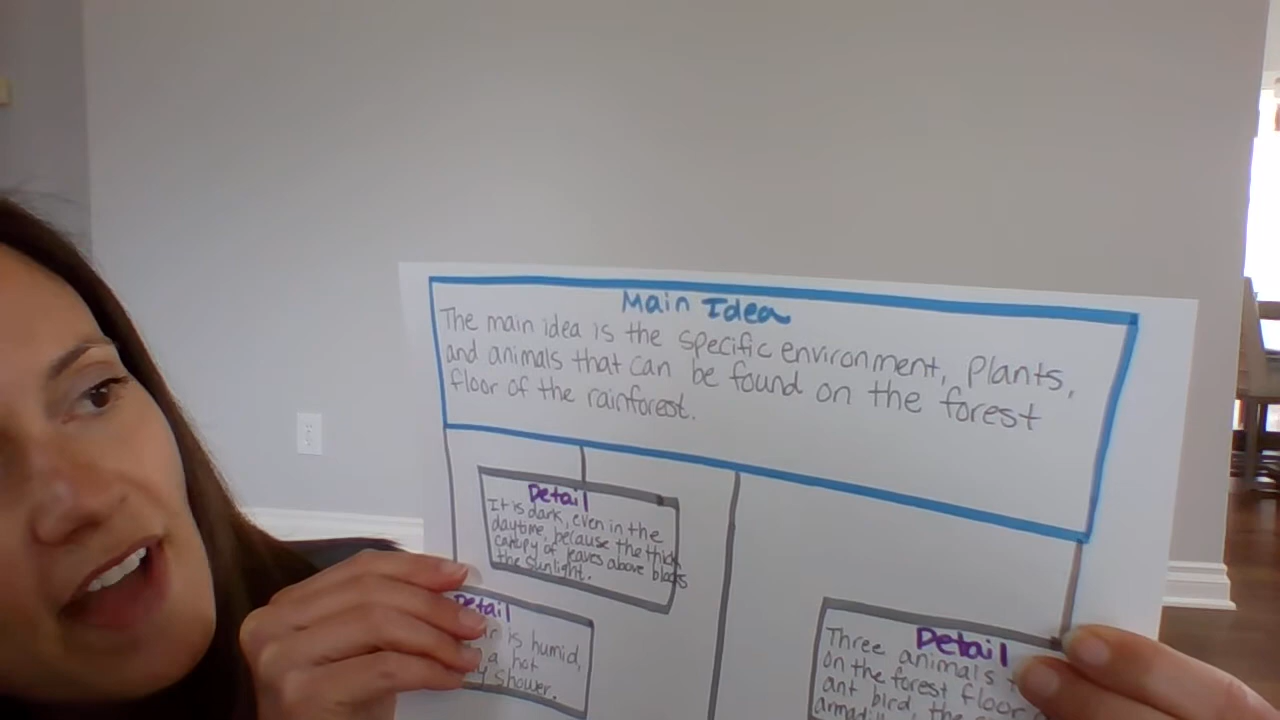 Main Idea
The main idea is the specific environment, plants,
and animals that can be found on the forest
floor of the rainforest.
Detail
It is dark, even in the
daytime, because the thick
canopy of leaves above blocks
the sunlight.
Detail
is humid,
a hot
shower.
Detail
Three animals
on the forest floor
ant bird, the